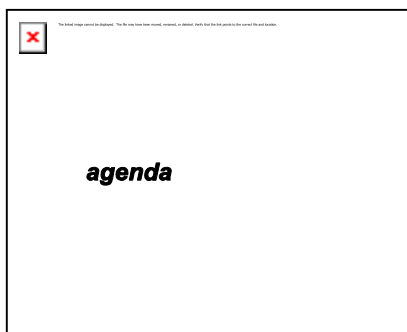 The linked image cannot be displayed. The file may have been moved, renamed, or deleted. Verify that the link points to the correct file and location.
agenda